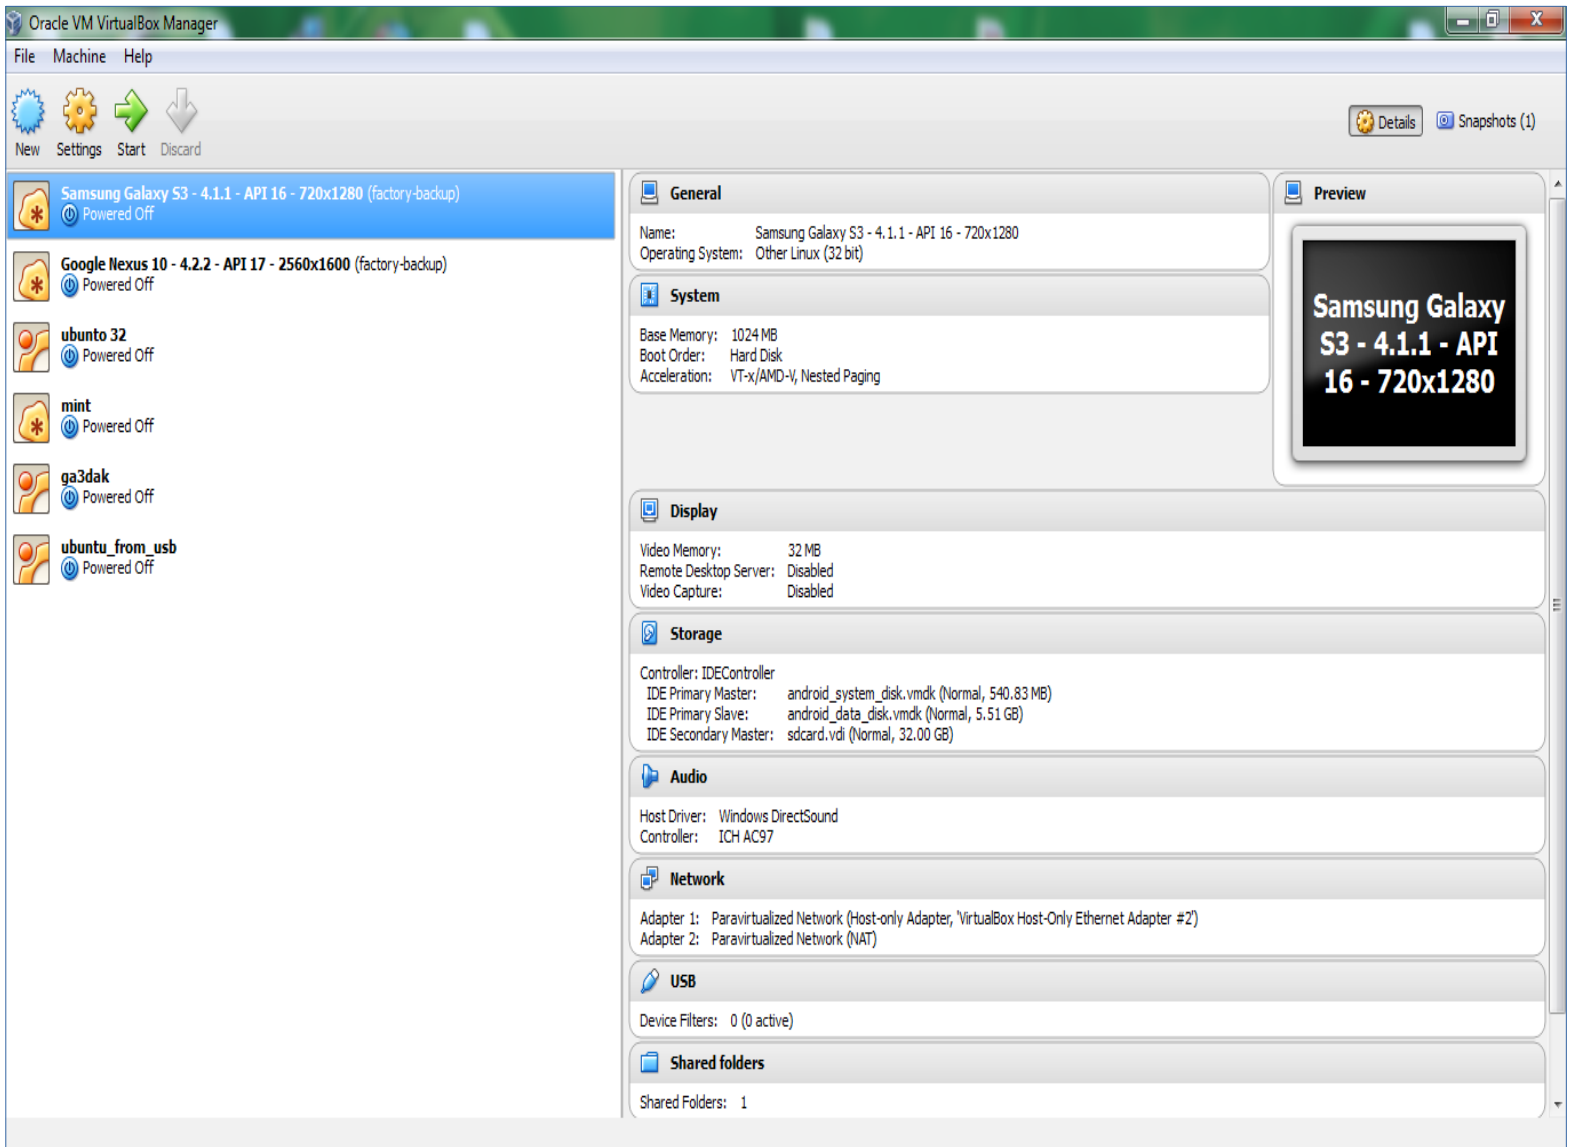 Oracle VM VirtualBox Manager
File Machine Help
New Settings Start Discard
Details Snapshots (1)
Samsung Galaxy S3 - 4.1.1 - API 16 - 720x1280 (factory-backup)
Powered Off
Google Nexus 10 - 4.2.2 - API 17 - 2560x1600 (factory-backup)
Powered Off
ubunto 32
Powered Off
mint
Powered Off
ga3dak
Powered Off
ubuntu_from_usb
Powered Off
General
Name: Samsung Galaxy S3 - 4.1.1 - API 16 - 720x1280
Operating System: Other Linux (32 bit)
System
Base Memory: 1024 MB
Boot Order: Hard Disk
Acceleration: VT-x/AMD-V, Nested Paging
Preview
Samsung Galaxy
S3 - 4.1.1 - API
16 - 720x1280
Display
Video Memory: 32 MB
Remote Desktop Server: Disabled
Video Capture: Disabled
Storage
Controller: IDEController
IDE Primary Master: android_system_disk.vmdk (Normal, 540.83 MB)
IDE Primary Slave: android_data_disk.vmdk (Normal, 5.51 GB)
IDE Secondary Master: sdcard.vdi (Normal, 32.00 GB)
Audio
Host Driver: Windows DirectSound
Controller: ICH AC97
Network
Adapter 1: Paravirtualized Network (Host-only Adapter, 'VirtualBox Host-Only Ethernet Adapter #2')
Adapter 2: Paravirtualized Network (NAT)
USB
Device Filters: 0 (0 active)
Shared folders
Shared Folders: 1